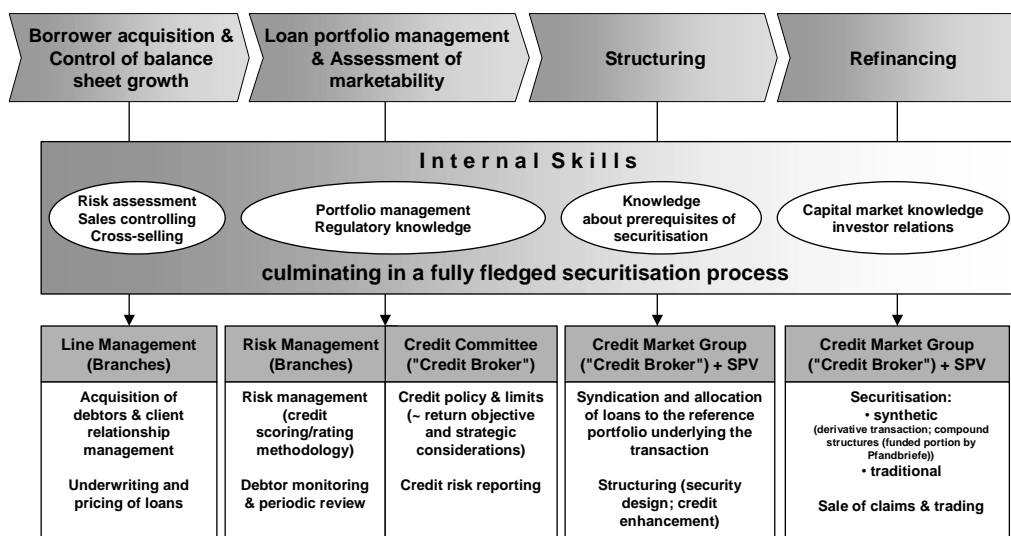 Borrower acquisition &
Control of balance
sheet growth
Loan portfolio management
& Assessment of
marketability
Structuring
Refinancing
Internal Skills
Risk assessment
Sales controlling
Cross-selling
Portfolio management
Regulatory knowledge
Knowledge
about prerequisites of
securitisation
Capital market knowledge
investor relations
culminating in a fully fledged securitisation process
Line Management
(Branches)
Acquisition of
debtors & client
relationship
management
Underwriting and
pricing of loans
Risk Management
(Branches)
Risk management
(credit
scoring/rating
methodology)
Debtor monitoring
& periodic review
Credit Committee
("Credit Broker")
Credit policy & limits
(~ return objective
and strategic
considerations)
Credit risk reporting
Credit Market Group
("Credit Broker") + SPV
Syndication and allocation
of loans to the reference
portfolio underlying the
transaction
Structuring (security
design; credit
enhancement)
Credit Market Group
("Credit Broker") + SPV
Securitisation:
• synthetic
(derivative transaction; compound
structures (funded portion by
Pfandbriefe))
• traditional
Sale of claims & trading